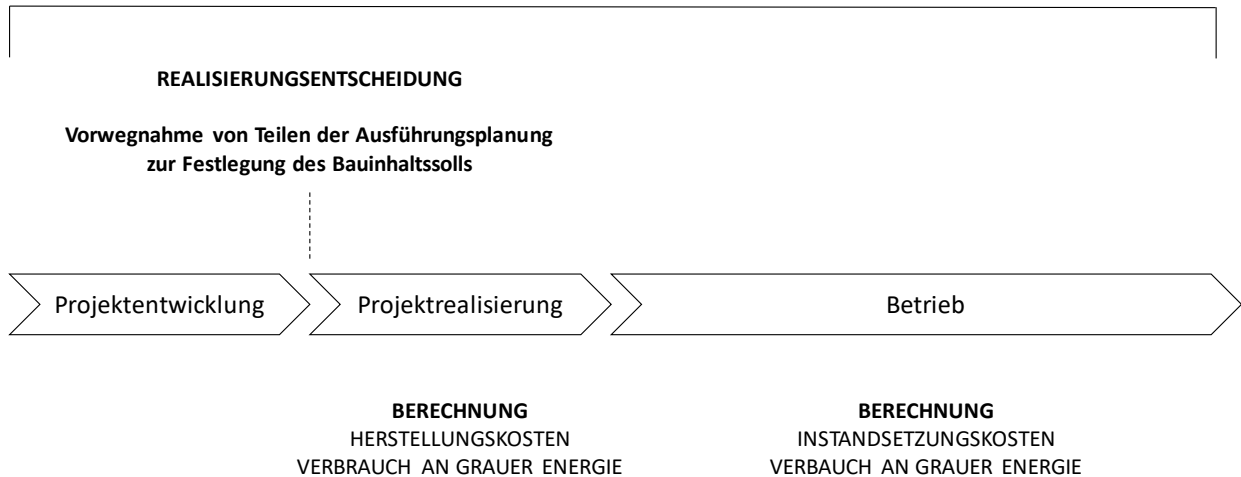 REALISIERUNGSENTSCHEIDUNG
Vorwegnahme von Teilen der Ausführungsplanung
zur Festlegung des Bauinhaltssolls
Projektentwicklung
Projektrealisierung
Betrieb
BERECHNUNG
HERSTELLUNGSKOSTEN
VERBRAUCH AN GRAUER ENERGIE
BERECHNUNG
INSTANDSETZUNGSKOSTEN
VERBAUCH AN GRAUER ENERGIE